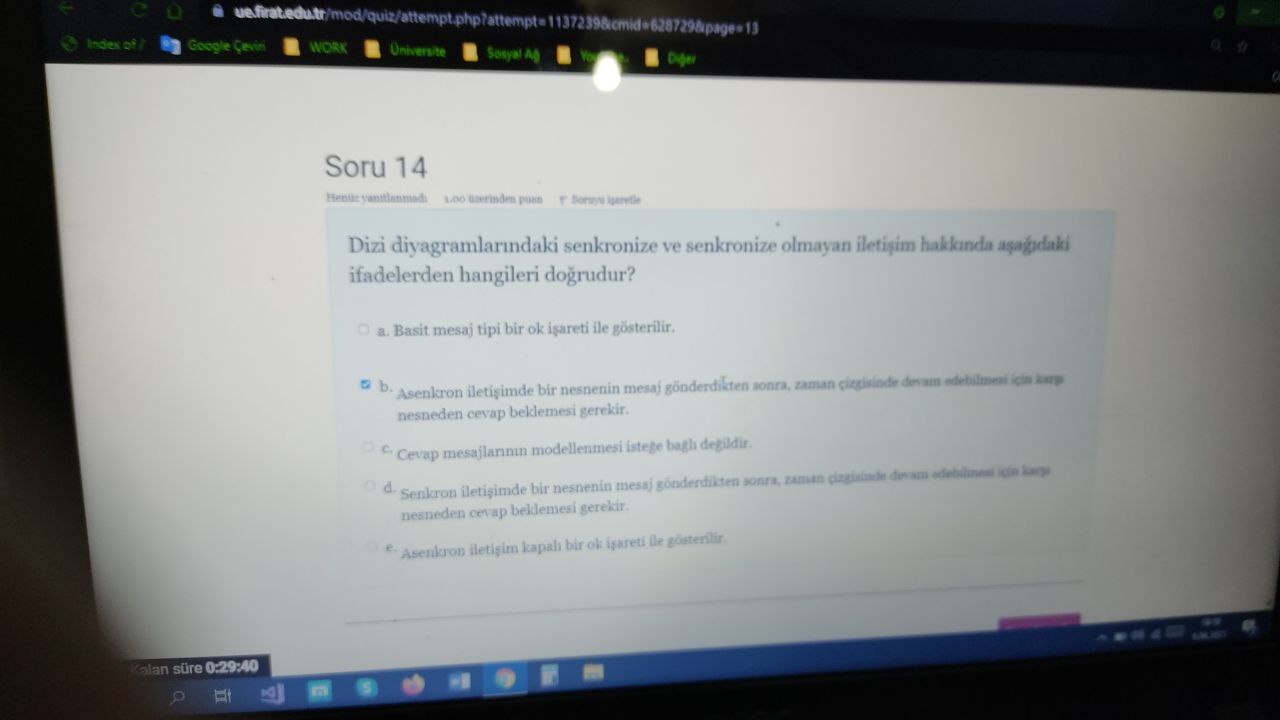 ue.firat.edu.tr/mod/quiz/attempt.php?attempt=1137239&cmid=628729&page=13
Index of / Google Çeviri WORK Üniversite Sosyal Ağ Diğer
Soru 14
Henüz yanıtlanmadı 1,00 üzerinden puan Soruyu işaretle
Dizi diyagramlarındaki senkronize ve senkronize olmayan iletişim hakkında aşağıdaki
ifadelerden hangileri doğrudur?
a. Basit mesaj tipi bir ok işareti ile gösterilir.
b. Asenkron iletişimde bir nesnenin mesaj gönderdikten sonra, zaman çizgisinde devam edebilmesi için karşı
nesneden cevap beklemesi gerekir.
c. Cevap mesajlarının modellenmesi isteğe bağlı değildir.
d. Senkron iletişimde bir nesnenin mesaj gönderdikten sonra, zaman çizgisinde devam edebilmesi için karşı
nesneden cevap beklemesi gerekir.
e. Asenkron iletişim kapalı bir ok işareti ile gösterilir.
Kalan süre 0:29:40